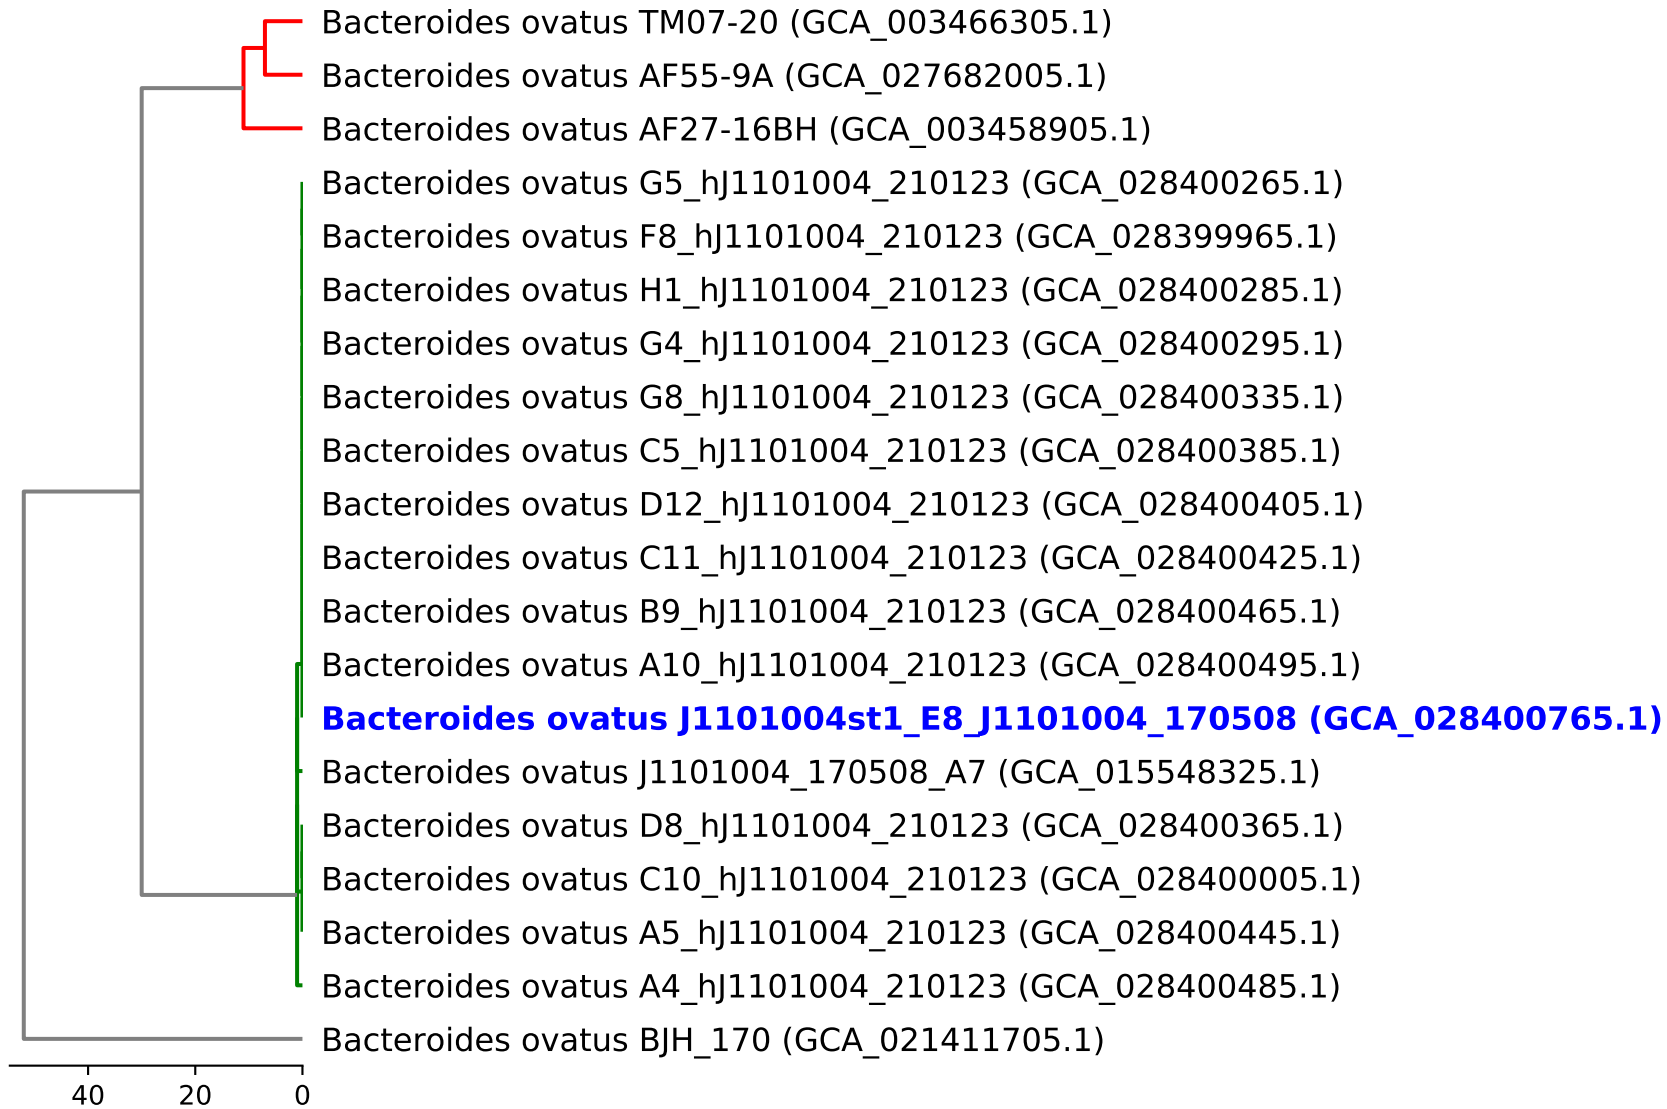 Bacteroides ovatus TM07-20 (GCA_003466305.1)
Bacteroides ovatus AF55-9A (GCA_027682005.1)
Bacteroides ovatus AF27-16BH (GCA_003458905.1)
Bacteroides ovatus G5_hJ1101004_210123 (GCA_028400265.1)
Bacteroides ovatus F8_hJ1101004_210123 (GCA_028399965.1)
Bacteroides ovatus H1_hJ1101004_210123 (GCA_028400285.1)
Bacteroides ovatus G4_hJ1101004_210123 (GCA_028400295.1)
Bacteroides ovatus G8_hJ1101004_210123 (GCA_028400335.1)
Bacteroides ovatus C5_hJ1101004_210123 (GCA_028400385.1)
Bacteroides ovatus D12_hJ1101004_210123 (GCA_028400405.1)
Bacteroides ovatus C11_hJ1101004_210123 (GCA_028400425.1)
Bacteroides ovatus B9_hJ1101004_210123 (GCA_028400465.1)
Bacteroides ovatus A10_hJ1101004_210123 (GCA_028400495.1)
Bacteroides ovatus J1101004st1_E8_J1101004_170508 (GCA_028400765.1)
Bacteroides ovatus J1101004_170508_A7 (GCA_015548325.1)
Bacteroides ovatus D8_hJ1101004_210123 (GCA_028400365.1)
Bacteroides ovatus C10_hJ1101004_210123 (GCA_028400005.1)
Bacteroides ovatus A5_hJ1101004_210123 (GCA_028400445.1)
Bacteroides ovatus A4_hJ1101004_210123 (GCA_028400485.1)
Bacteroides ovatus BJH_170 (GCA_021411705.1)
40 20 0